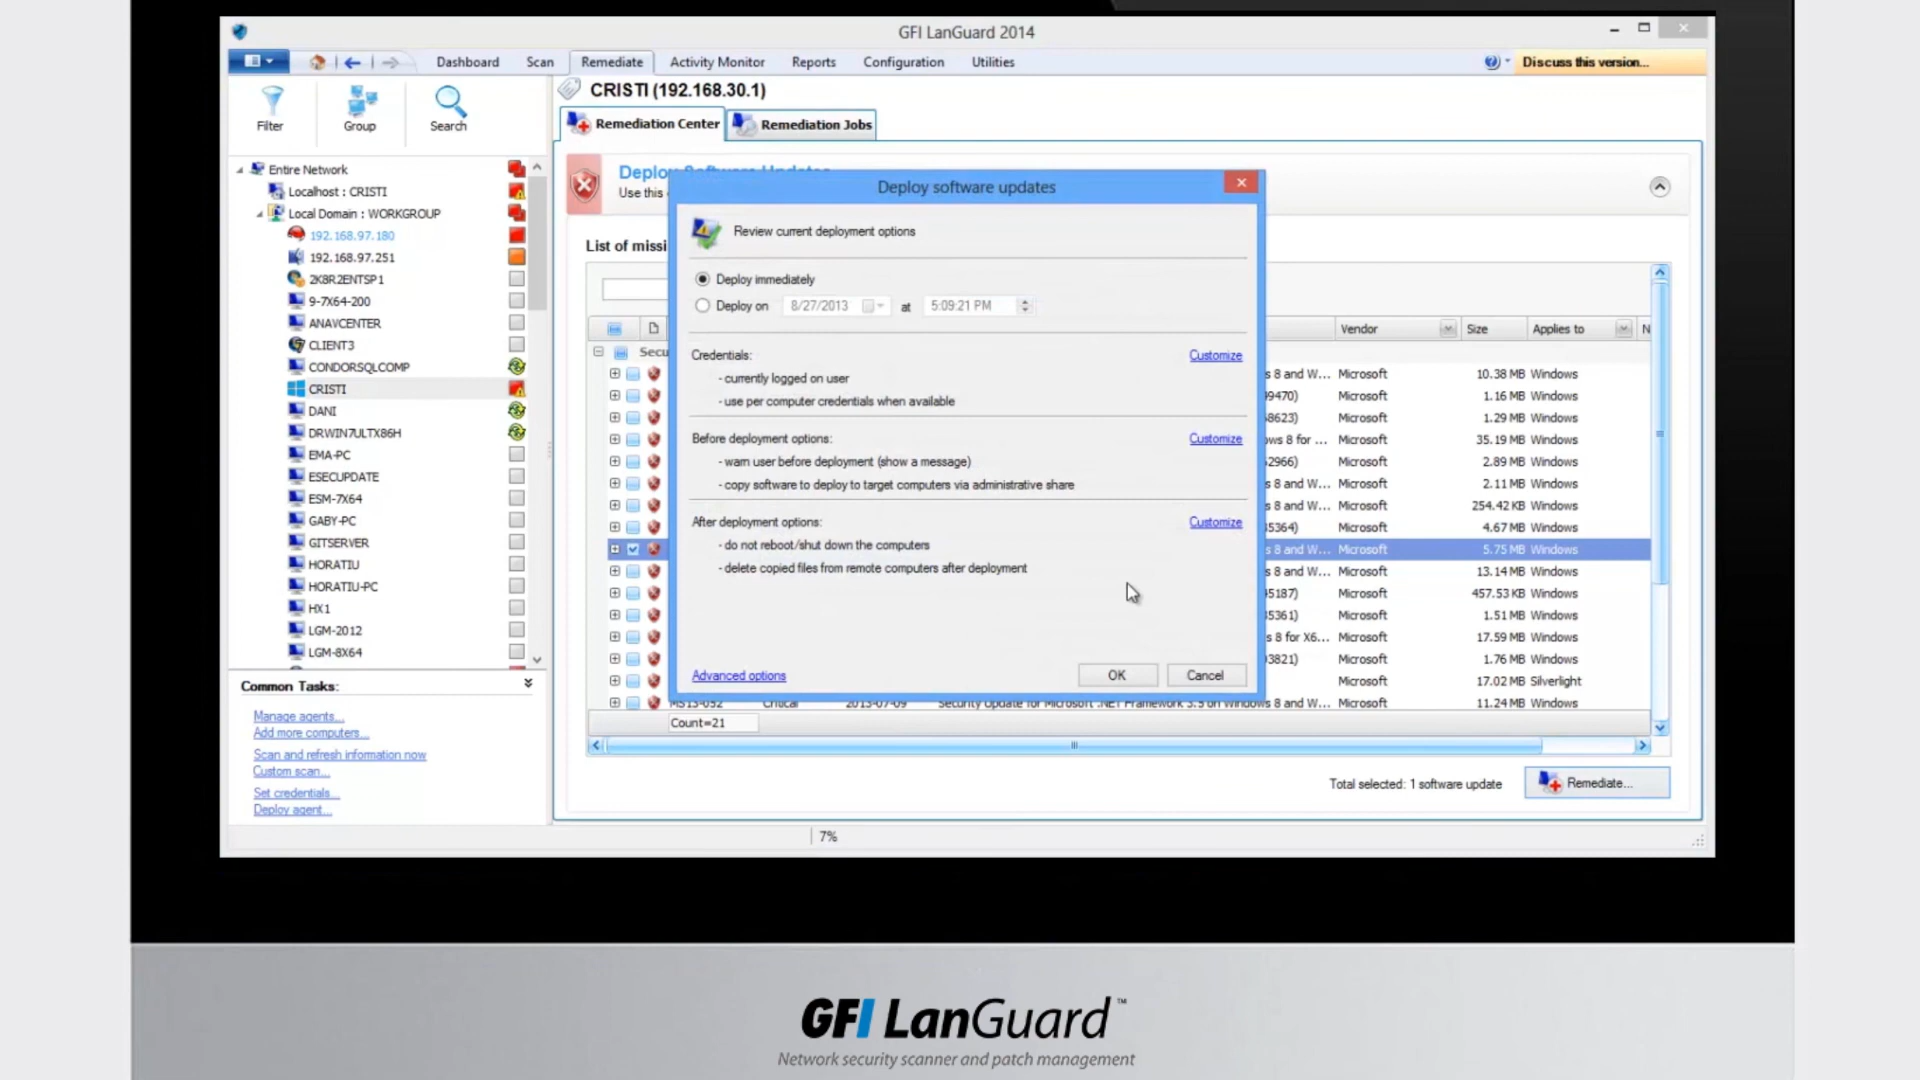 GFI LanGuard 2014
Dashboard Scan Remediate Activity Monitor Reports Configuration Utilities Discuss this version...
Filter Group Search
CRISTI (192.168.30.1)
Remediation Center Remediation Jobs
Entire Network
Localhost : CRISTI
Local Domain : WORKGROUP
192.168.97.180
192.168.97.251
2K8R2ENTSP1
9-7X64-200
ANAVCENTER
CLIENT3
CONDORSQLCOMP
CRISTI
DANI
DRWIN7ULTX86H
EMA-PC
ESECUPDATE
ESM-7X64
GABY-PC
GITSERVER
HORATIU
HORATIU-PC
HX1
LGM-2012
LGM-8X64
Common Tasks:
Manage agents...
Add more computers...
Scan and refresh information now
Custom scan...
Set credentials...
Deploy agent...
Deploy Software Updates
Use this
List of missi
Secu
Deploy software updates
Review current deployment options
Deploy immediately
Deploy on 8/27/2013 at 5:09:21 PM
Credentials: Customize
- currently logged on user
- use per computer credentials when available
Before deployment options: Customize
- warn user before deployment (show a message)
- copy software to deploy to target computers via administrative share
After deployment options: Customize
- do not reboot/shut down the computers
- delete copied files from remote computers after deployment
Advanced options OK Cancel
Vendor Size Applies to N
s 8 and W... Microsoft 10.38 MB Windows
9470) Microsoft 1.16 MB Windows
8623) Microsoft 1.29 MB Windows
ws 8 for ... Microsoft 35.19 MB Windows
2966) Microsoft 2.89 MB Windows
s 8 and W... Microsoft 2.11 MB Windows
s 8 and W... Microsoft 254.42 KB Windows
5364) Microsoft 4.67 MB Windows
s 8 and W... Microsoft 5.75 MB Windows
s 8 and W... Microsoft 13.14 MB Windows
5187) Microsoft 457.53 KB Windows
5361) Microsoft 1.51 MB Windows
s 8 for X6... Microsoft 17.59 MB Windows
3821) Microsoft 1.76 MB Windows
Microsoft 17.02 MB Silverlight
MS13-052 Critical 2013-07-09 Security Update for Microsoft .NET Framework 3.5 on Windows 8 and W... Microsoft 11.24 MB Windows
Count=21
Total selected: 1 software update Remediate...
7%
GFI LanGuard™
Network security scanner and patch management